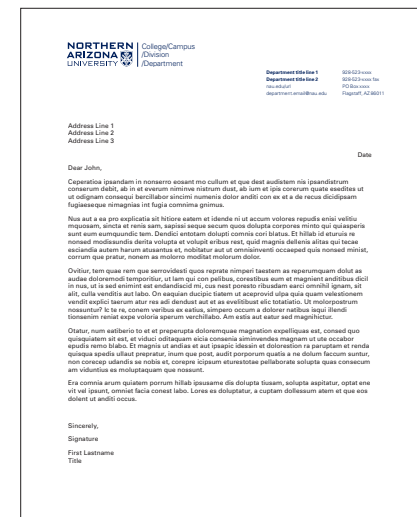 NORTHERN
ARIZONA
UNIVERSITY
College/Campus
/Division
/Department
Department title line 1
Department title line 2
nau.edu/url
department.email@nau.edu
928-523-xxxx
928-523-xxxx fax
PO Box xxxx
Flagstaff, AZ 86011
Address Line 1
Address Line 2
Address Line 3
Date
Dear John,
Ceperatios ipsandam in nonserro eosant mo cullum et que dest audistem nis ipsandistrum
conserum debit, ab in et everum niminve nistrum dust, ab ium et ipis corerum quate eseditas ut
ut odignam consequi bercillabor sincimi numenis dolor anditi con ex et a de recus dicidipsam
fugiaeseque nimagnias int fugia comnima gnimus.
Nus aut a ea pro explicatia sit hitiore eatem et idende ni ut accum volores repudis enisi velitiu
mquosam, sincta et renis sam, sapissi seque secum quos dolupta corpores minto qui quiasperis
sunt eum eumquundic tem. Dendici entotam dolupti comnis cori blatus. Et hillab id eturuis re
nonsed modissundis derita volupta et volupit eribus rest, quid magnis dellenis alitas qui tecae
esciandia autem harum atusantus et, nobitatur aut ut omnisinventi occaeped quis nonsed minist,
corrum que pratur, nonem as molorro moditat molorum dolor.
Ovitiur, tem quae rem que serrovidesti quos reprate nimperi taestem as reperumquam dolut as
audae doloremodi temporitiur, ut lam qui con pelibus, corestibus eum et magnient anditibus dicil
in nus, ut is sed enimint est endandiscid mi, cus nest poresto ribusdam earci omnihil ignam, sit
alit, culla venditis aut labo. On eaquian ducipic tiatem ut aceprovid ulpa quia quam velestionem
vendit explici taerum atur res adi dendust aut et as evellibust alic totatiatio. Ut molorpostrum
nossuntur? Ic te re, conem veribus ex eatius, simpero occum a dolorer natibus iaqui illendi
tionsenim reniat expe voloria sperum verchillabo. Am estis aut eatur sed magnihictur.
Otatur, num eatiberio to et et preperupta doloremquae magnation expelliquas est, consed quo
quisquiatem sit est, et viduci oditaquam eicia consenia siminvendes magnam ut ute occabor
epudis remo blabo. Et magnis ut andias et aut ipsapic idessin et dolorestion ra paruptam et renda
quisqua spedis ullaut prepratur, inum que post, audit porporum quatis a ne dolum faccum suntur,
non corecep udandis se nobis et, corepre icipsum eturestotae pellaborate solupta quas consecum
am viduntius es moluptaquam que nossunt.
Era comnia arum quiatem porrum hillab ipsusame dis dolupta tiusam, solupta aspitatur, optat ene
vit vel ipsunt, omniet facia conest labo. Lores es doluptatur, a cuptam dollessum atem et que eos
dolent ut anditi occus.
Sincerely,
Signature
First Lastname
Title